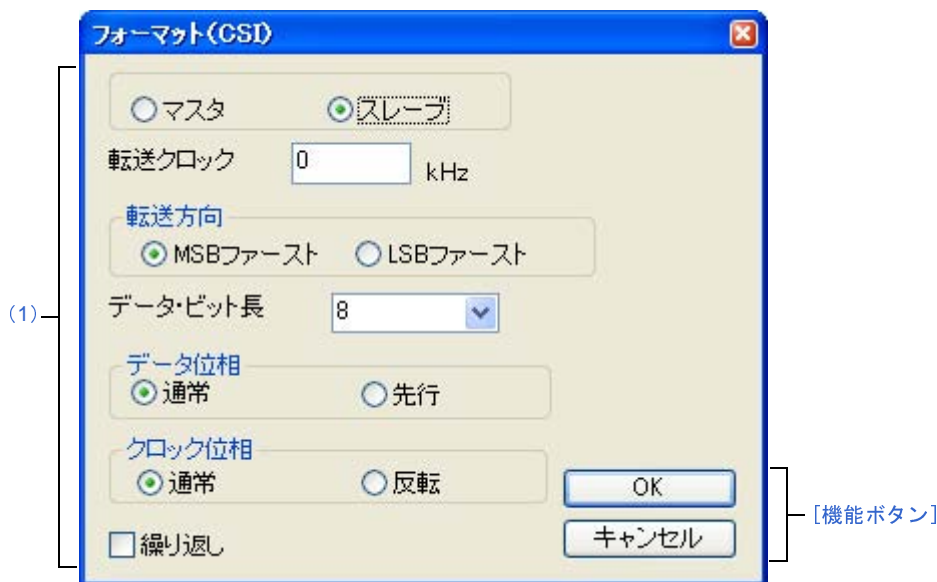 フォーマット(CSI)
マスタ スレーブ
転送クロック 0 kHz
転送方向
MSBファースト LSBファースト
(1)
データ・ビット長 8
データ位相
通常 先行
クロック位相
通常 反転
OK
[機能ボタン]
キャンセル
繰り返し